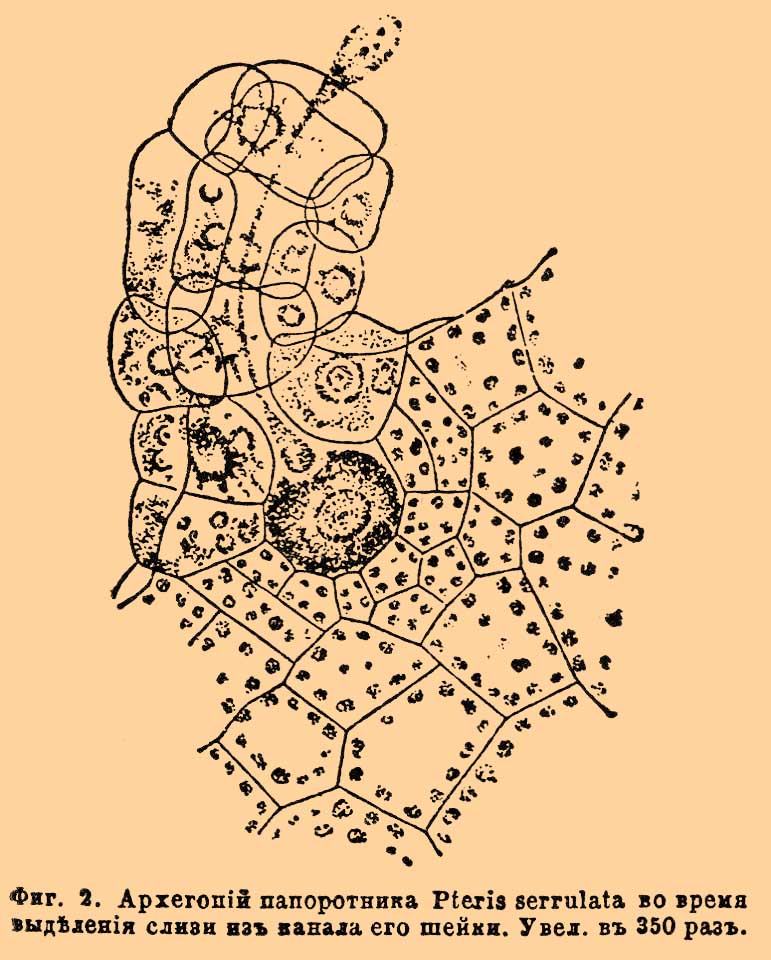 Фиг. 2. Архегоній папоротника Pteris serrulata во время
выдѣленія слизи изъ канала его шейки. Увел. въ 350 разъ.